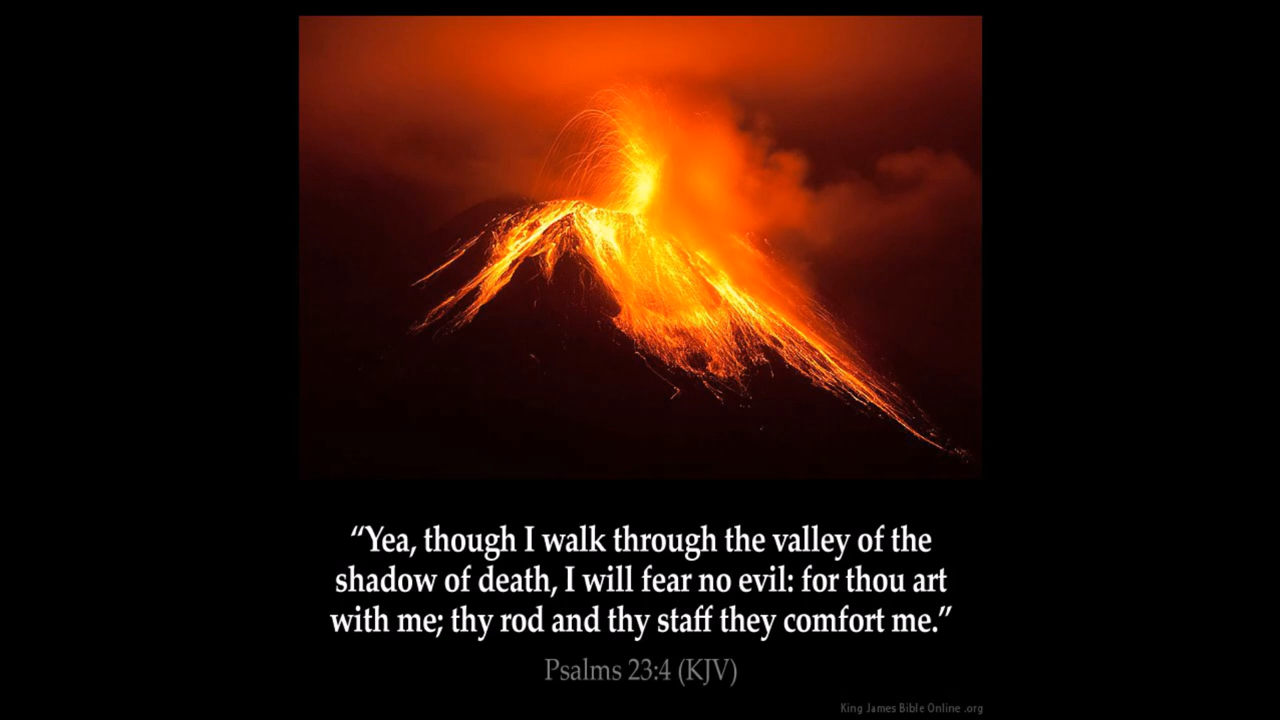 “Yea, though I walk through the valley of the
shadow of death, I will fear no evil: for thou art
with me; thy rod and thy staff they comfort me.”
Psalms 23:4 (KJV)
King James Bible Online .org